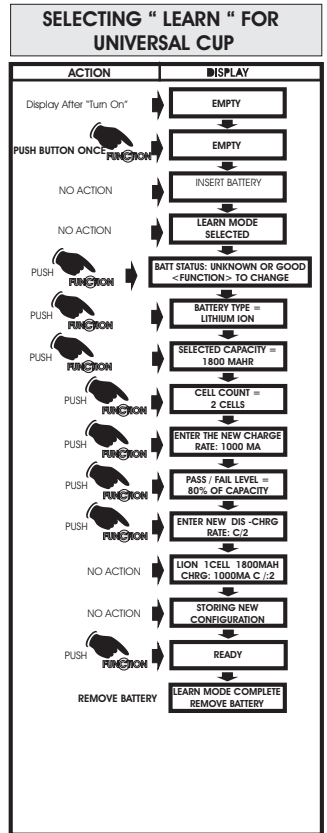 SELECTING “ LEARN “ FOR
UNIVERSAL CUP
ACTION DISPLAY
Display After “Turn On” EMPTY
PUSH BUTTON ONCE FUNCTION EMPTY
NO ACTION INSERT BATTERY
NO ACTION LEARN MODE
SELECTED
PUSH FUNCTION BATT STATUS: UNKNOWN OR GOOD
<FUNCTION> TO CHANGE
PUSH FUNCTION BATTERY TYPE =
LITHIUM ION
PUSH FUNCTION SELECTED CAPACITY =
1800 MAHR
PUSH FUNCTION CELL COUNT =
2 CELLS
PUSH FUNCTION ENTER THE NEW CHARGE
RATE: 1000 MA
PUSH FUNCTION PASS / FAIL LEVEL =
80% OF CAPACITY
PUSH FUNCTION ENTER NEW DIS -CHRG
RATE: C/2
NO ACTION LION 1CELL 1800MAH
CHRG: 1000MA C /:2
NO ACTION STORING NEW
CONFIGURATION
PUSH FUNCTION READY
REMOVE BATTERY LEARN MODE COMPLETE
REMOVE BATTERY